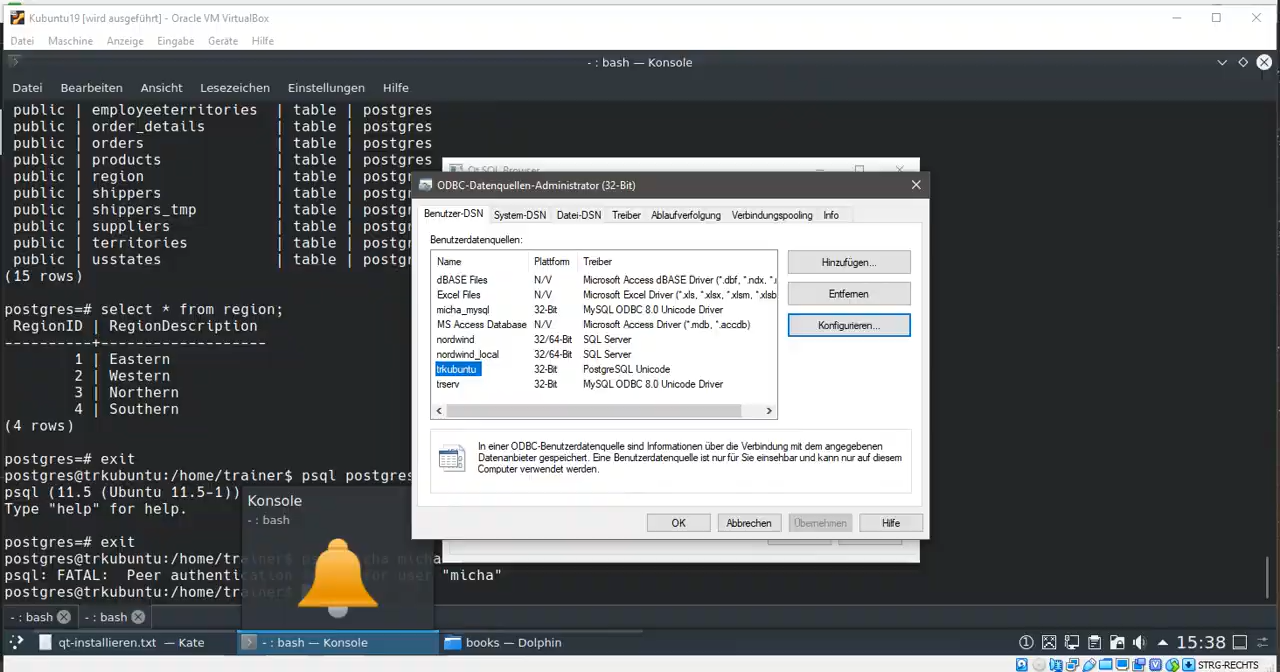 Kubuntu19 [wird ausgeführt] - Oracle VM VirtualBox
Datei Maschine Anzeige Eingabe Geräte Hilfe
- : bash — Konsole
Datei Bearbeiten Ansicht Lesezeichen Einstellungen Hilfe
public | employeeterritories | table | postgres
public | order_details | table | postgres
public | orders | table | postgres
public | products | table | postgres
public | region | table | postgres
public | shippers | table | postgr
public | shippers_tmp | table | postgr
public | suppliers | table | postgr
public | territories | table | postgr
public | usstates | table | postgr
(15 rows)
postgres=# select * from region;
RegionID | RegionDescription
----------+-------------------
1 | Eastern
2 | Western
3 | Northern
4 | Southern
(4 rows)
postgres=# exit
postgres@trkubuntu:/home/trainer$ psql postgres
psql (11.5 (Ubuntu 11.5-1))
Type "help" for help.
postgres=# exit
postgres@trkubuntu:/home/trainer$ micha
psql: FATAL: Peer authentication for user "micha"
postgres@trkubuntu:/home/trainer
Qt SQL Browser
ODBC-Datenquellen-Administrator (32-Bit)
Benutzer-DSN System-DSN Datei-DSN Treiber Ablaufverfolgung Verbindungspooling Info
Benutzerdatenquellen:
Name Plattform Treiber
dBASE Files N/V Microsoft Access dBASE Driver (*.dbf, *.ndx, *.
Excel Files N/V Microsoft Excel Driver (*.xls, *.xlsx, *.xlsm, *.xlsb
micha_mysql 32-Bit MySQL ODBC 8.0 Unicode Driver
MS Access Database N/V Microsoft Access Driver (*.mdb, *.accdb)
nordwind 32/64-Bit SQL Server
nordwind_local 32/64-Bit SQL Server
trkubuntu 32-Bit PostgreSQL Unicode
trserv 32-Bit MySQL ODBC 8.0 Unicode Driver
Hinzufügen...
Entfernen
Konfigurieren...
In einer ODBC-Benutzerdatenquelle sind Informationen über die Verbindung mit dem angegebenen
Datenanbieter gespeichert. Eine Benutzerdatenquelle ist nur für Sie einsehbar und kann nur auf diesem
Computer verwendet werden.
OK Abbrechen Übernehmen Hilfe
Konsole
- : bash
- : bash - : bash
qt-installieren.txt — Kate - : bash — Konsole books — Dolphin 15:38
STRG-RECHTS